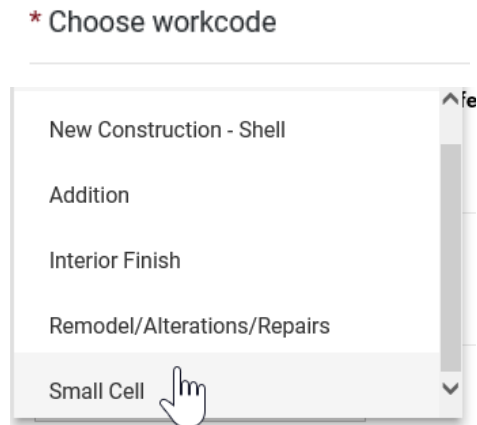 * Choose workcode
New Construction - Shell
Addition
Interior Finish
Remodel/Alterations/Repairs
Small Cell